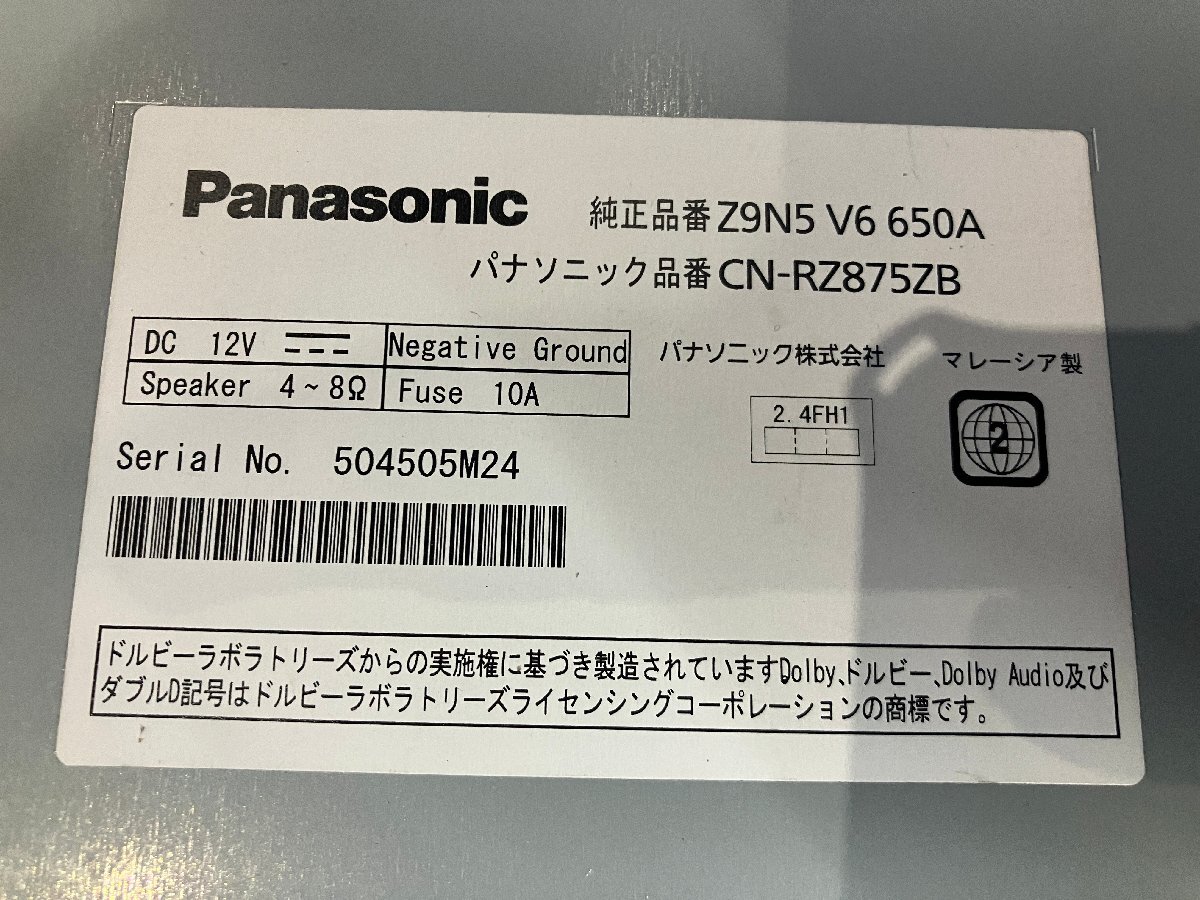 Panasonic 純正品番 Z9N5 V6 650A
パナソニック品番 CN-RZ875ZB
DC 12V Negative Ground
Speaker 4~8Ω Fuse 10A
パナソニック株式会社 マレーシア製
2.4FH1
2
Serial No. 504505M24
ドルビーラボラトリーズからの実施権に基づき製造されています。Dolby、ドルビー、Dolby Audio及び
ダブルD記号はドルビーラボラトリーズライセンシングコーポレーションの商標です。